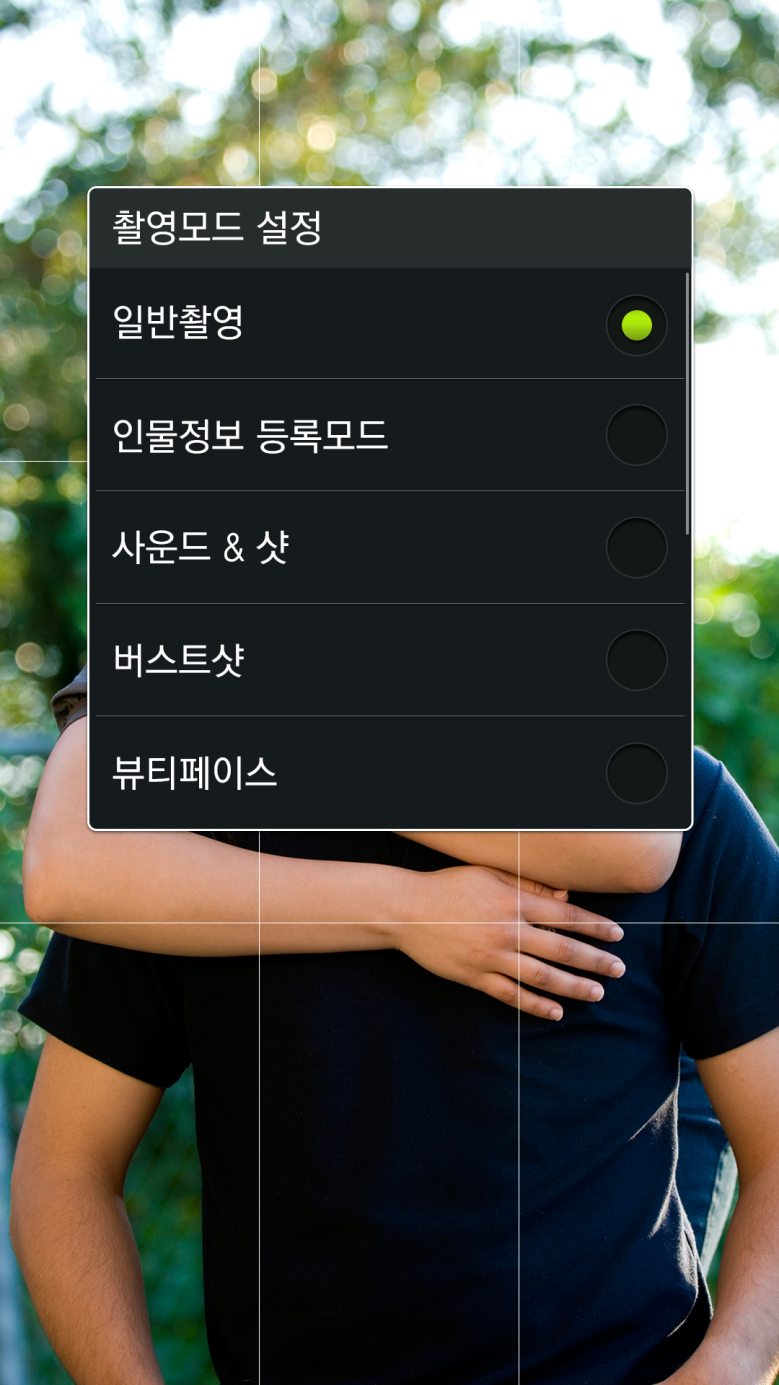 촬영모드 설정
일반촬영
인물정보 등록모드
사운드 & 샷
버스트샷
뷰티페이스